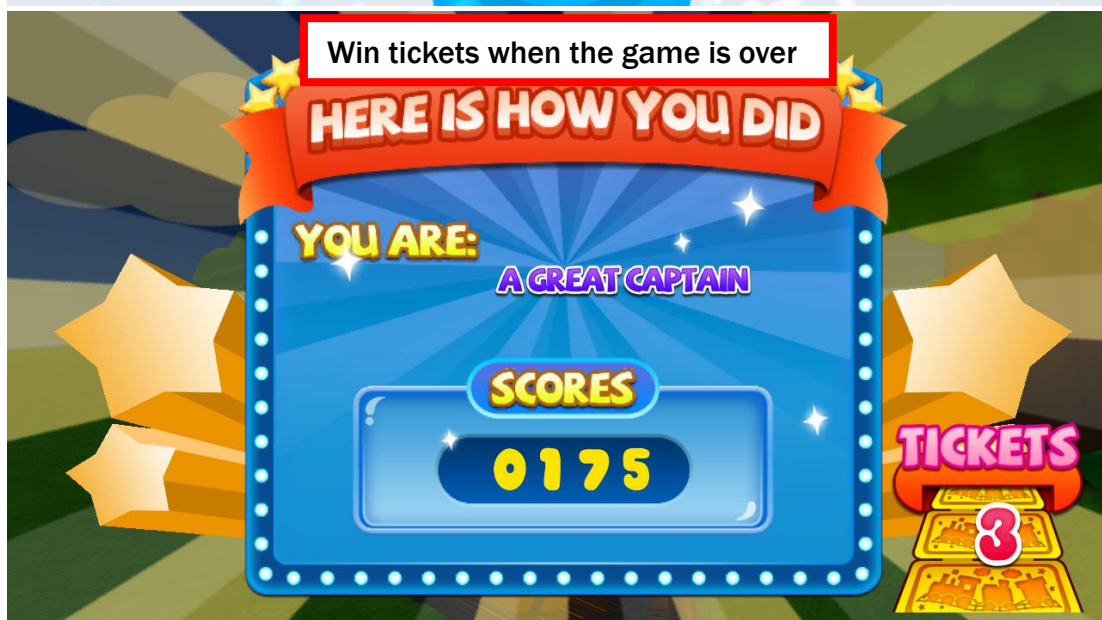 Win tickets when the game is over
HERE IS HOW YOU DID
YOU ARE:
A GREAT CAPTAIN
SCORES
0175
TICKETS
3